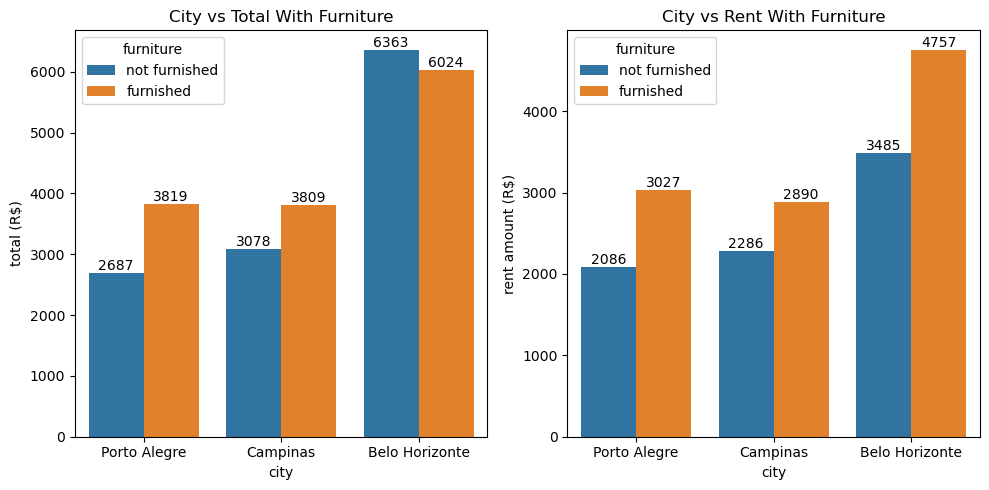 City vs Total With Furniture
furniture
not furnished
furnished
total (R$)
6000
5000
4000
3000
2000
1000
0
2687
3819
3078
3809
6363
6024
Porto Alegre
Campinas
Belo Horizonte
city
City vs Rent With Furniture
furniture
not furnished
furnished
rent amount (R$)
4000
3000
2000
1000
0
2086
3027
2286
2890
3485
4757
Porto Alegre
Campinas
Belo Horizonte
city